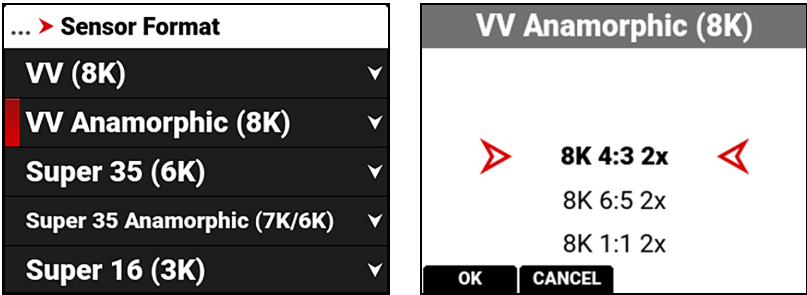 ... Sensor Format
VV (8K)
VV Anamorphic (8K)
Super 35 (6K)
Super 35 Anamorphic (7K/6K)
Super 16 (3K)
VV Anamorphic (8K)
8K 4:3 2x
8K 6:5 2x
8K 1:1 2x
OK CANCEL